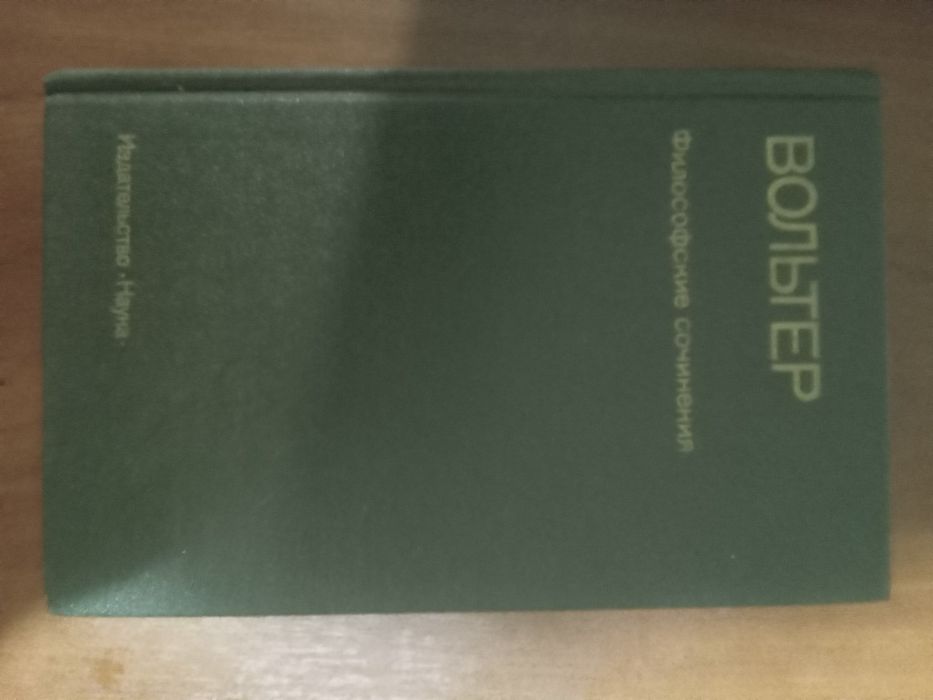 ВОЛЬТЕР
Философские сочинения
Издательство · Наука ·